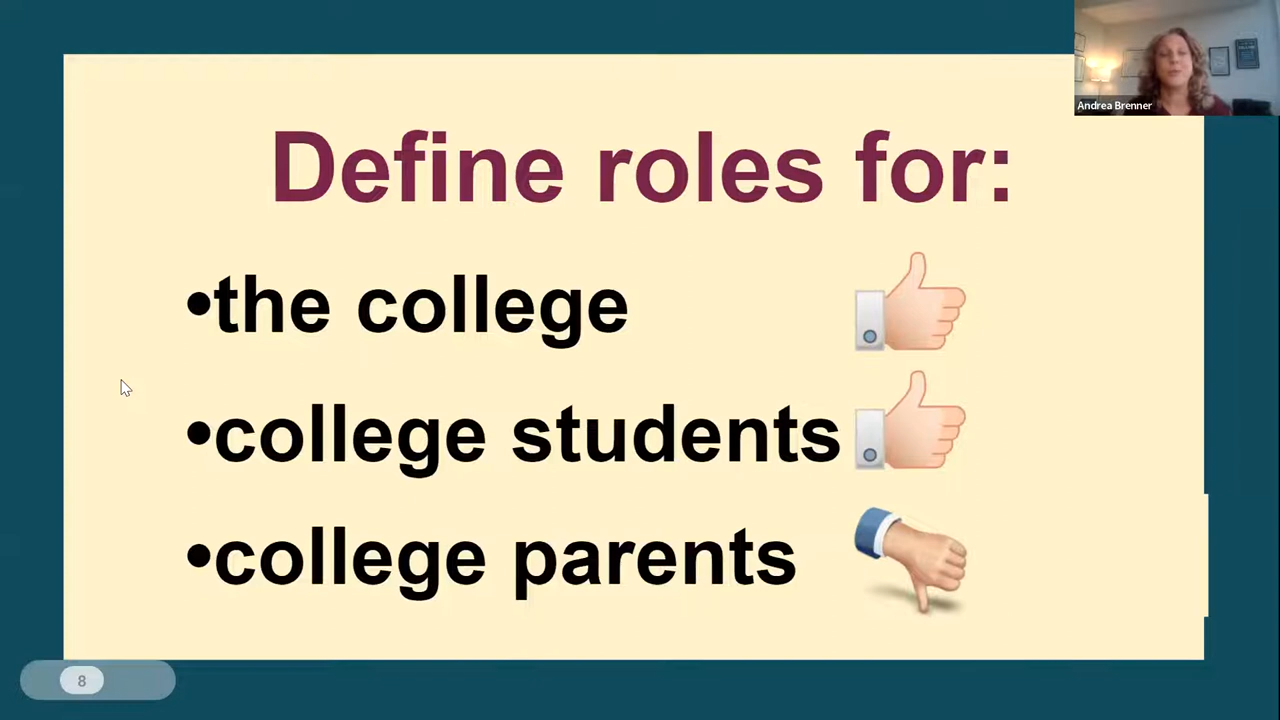 Andrea Brenner
Define roles for:
•the college
•college students
•college parents
8